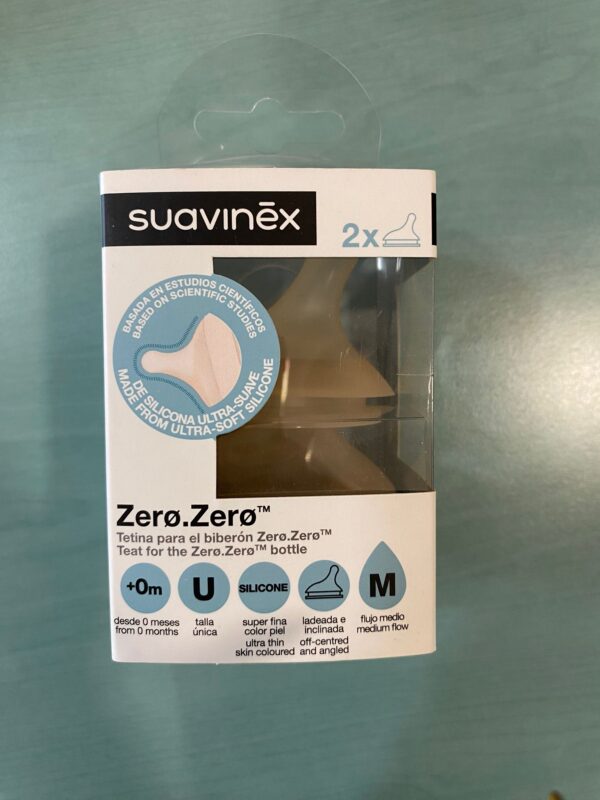 suavinēx
2x
BASADA EN ESTUDIOS CIENTÍFICOS
BASED ON SCIENTIFIC STUDIES
DE SILICONA ULTRA-SUAVE
MADE FROM ULTRA-SOFT SILICONE
Zerø.Zerø™
Tetina para el biberón Zerø.Zerø™
Teat for the Zerø.Zerø™ bottle
+0m
desde 0 meses
from 0 months
U
talla
única
SILICONE
super fina
color piel
ultra thin
skin coloured
ladeada e
inclinada
off-centred
and angled
M
flujo medio
medium flow